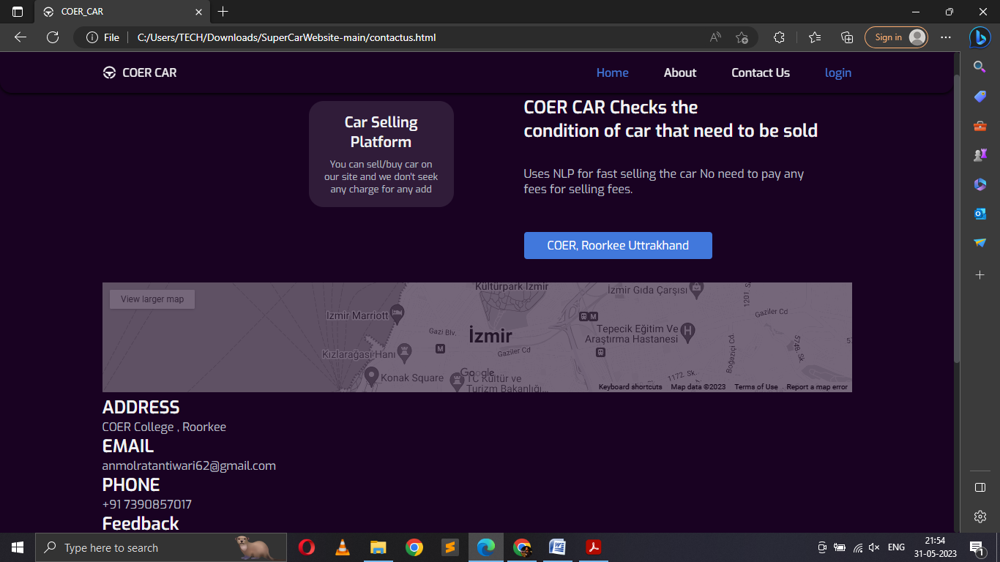 COER_CAR
File
C:/Users/TECH/Downloads/SuperCarWebsite-main/contactus.html
Sign in
COER CAR
Home
About
Contact Us
login
Car Selling
Platform
You can sell/buy car on
our site and we don't seek
any charge for any add
COER CAR Checks the
condition of car that need to be sold
Uses NLP for fast selling the car No need to pay any
fees for selling fees.
COER, Roorkee Uttrakhand
View larger map
Kültürpark İzmir
İzmir Gıda Çarşısı
1201. S.
Gaziler Cd
Izmir Marriott
Gazi Blv.
İzmir
M
Tepecik Eğitim Ve
Araştırma Hastanesi
H
Kızlarağası Hanı
M
Gaziler Cd
Boğaziçi Cd.
5748. Sk.
57
Konak Square
Google
TC Kültür ve
Turizm Bakanlığı...
1172. Sk.
Keyboard shortcuts
Map data ©2023
Terms of Use
Report a map error
ADDRESS
COER College , Roorkee
EMAIL
anmolratantiwari62@gmail.com
PHONE
+91 7390857017
Feedback
Type here to search
ENG
21:54
31-05-2023
1